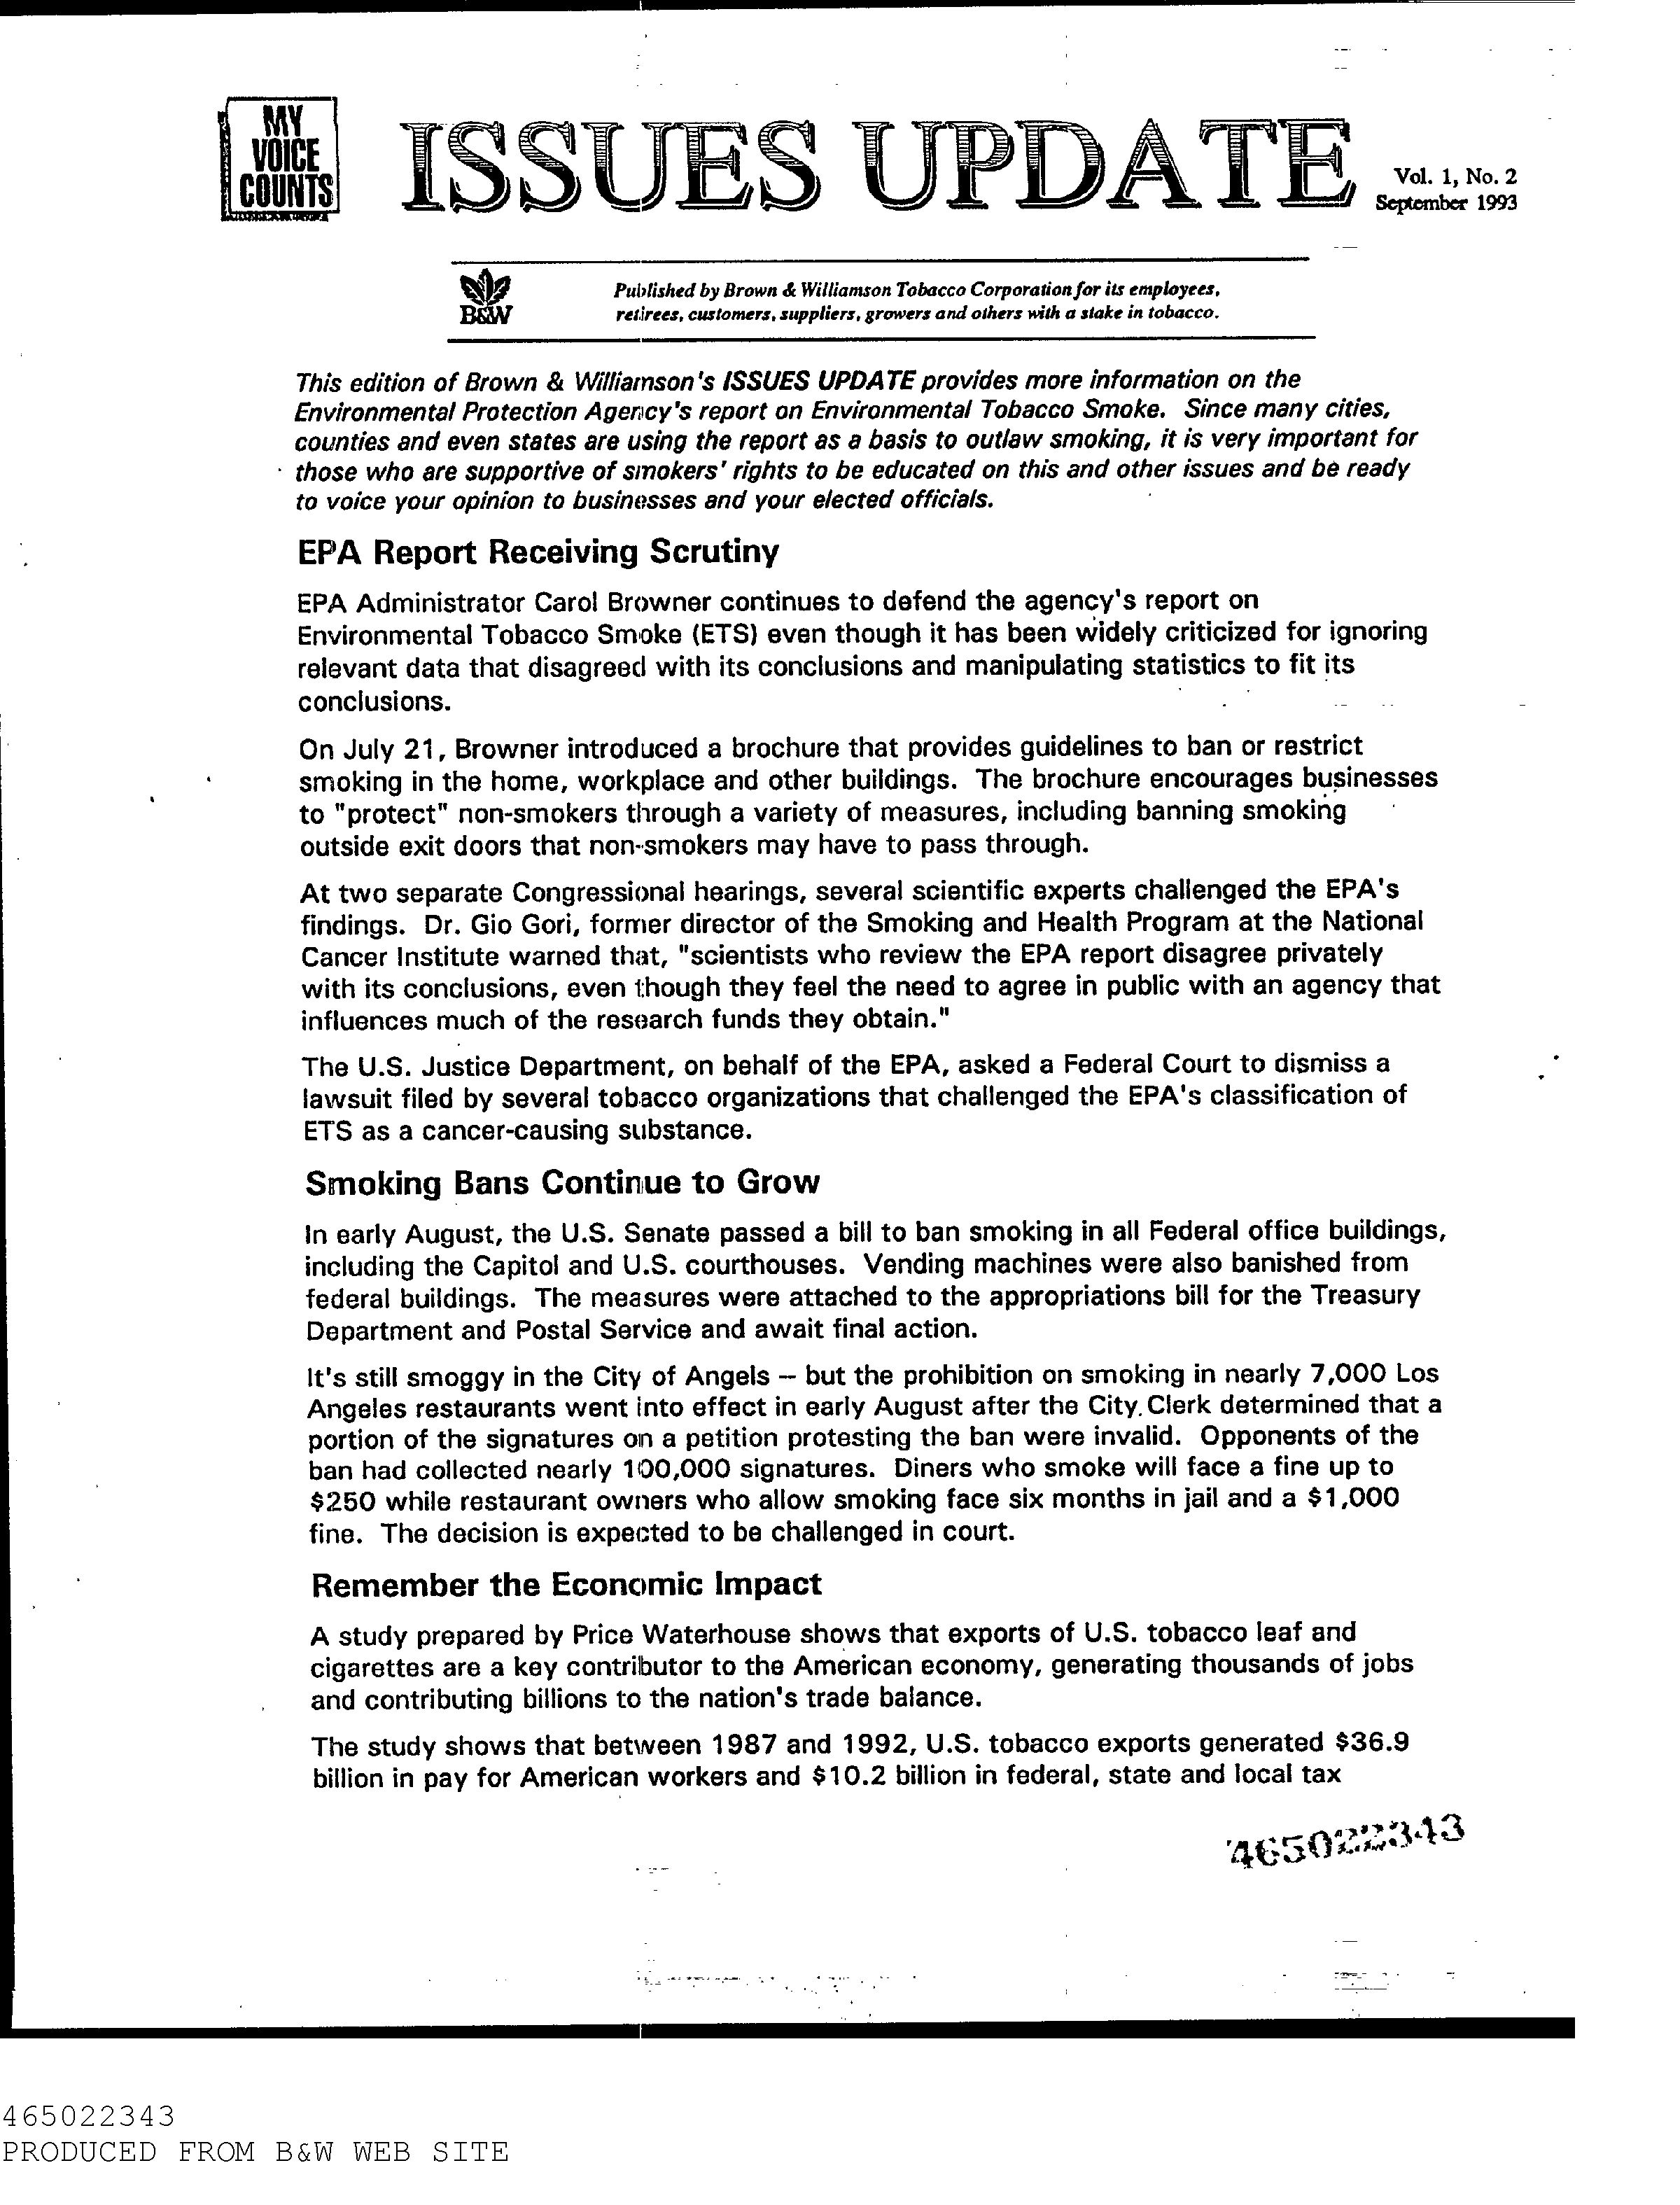 MY
VOICE
COUNTS
ISSUES UPDATE
Vol. 1, No. 2
September 1993
B&W
Published by Brown & Williamson Tobacco Corporation for its employees,
retirees, customers, suppliers, growers and others with a stake in tobacco.
This edition of Brown & Williamson's ISSUES UPDATE provides more information on the
Environmental Protection Agency's report on Environmental Tobacco Smoke. Since many cities,
counties and even states are using the report as a basis to outlaw smoking, it is very important for
those who are supportive of smokers' rights to be educated on this and other issues and be ready
to voice your opinion to businesses and your elected officials.
EPA Report Receiving Scrutiny
EPA Administrator Carol Browner continues to defend the agency's report on
Environmental Tobacco Smoke (ETS) even though it has been widely criticized for ignoring
relevant data that disagreed with its conclusions and manipulating statistics to fit its
conclusions.
On July 21, Browner introduced a brochure that provides guidelines to ban or restrict
smoking in the home, workplace and other buildings. The brochure encourages businesses
to "protect" non-smokers through a variety of measures, including banning smoking
outside exit doors that non-smokers may have to pass through.
At two separate Congressional hearings, several scientific experts challenged the EPA's
findings. Dr. Gio Gori, former director of the Smoking and Health Program at the National
Cancer Institute warned that, "scientists who review the EPA report disagree privately
with its conclusions, even though they feel the need to agree in public with an agency that
influences much of the research funds they obtain."
The U.S. Justice Department, on behalf of the EPA, asked a Federal Court to dismiss a
lawsuit filed by several tobacco organizations that challenged the EPA's classification of
ETS as a cancer-causing substance.
Smoking Bans Continue to Grow
In early August, the U.S. Senate passed a bill to ban smoking in all Federal office buildings,
including the Capitol and U.S. courthouses. Vending machines were also banished from
federal buildings. The measures were attached to the appropriations bill for the Treasury
Department and Postal Service and await final action.
It's still smoggy in the City of Angels -- but the prohibition on smoking in nearly 7,000 Los
Angeles restaurants went into effect in early August after the City Clerk determined that a
portion of the signatures on a petition protesting the ban were invalid. Opponents of the
ban had collected nearly 100,000 signatures. Diners who smoke will face a fine up to
$250 while restaurant owners who allow smoking face six months in jail and a $1,000
fine. The decision is expected to be challenged in court.
Remember the Economic Impact
A study prepared by Price Waterhouse shows that exports of U.S. tobacco leaf and
cigarettes are a key contributor to the American economy, generating thousands of jobs
and contributing billions to the nation's trade balance.
The study shows that between 1987 and 1992, U.S. tobacco exports generated $36.9
billion in pay for American workers and $10.2 billion in federal, state and local tax
465022343
465022343
PRODUCED FROM B&W WEB SITE